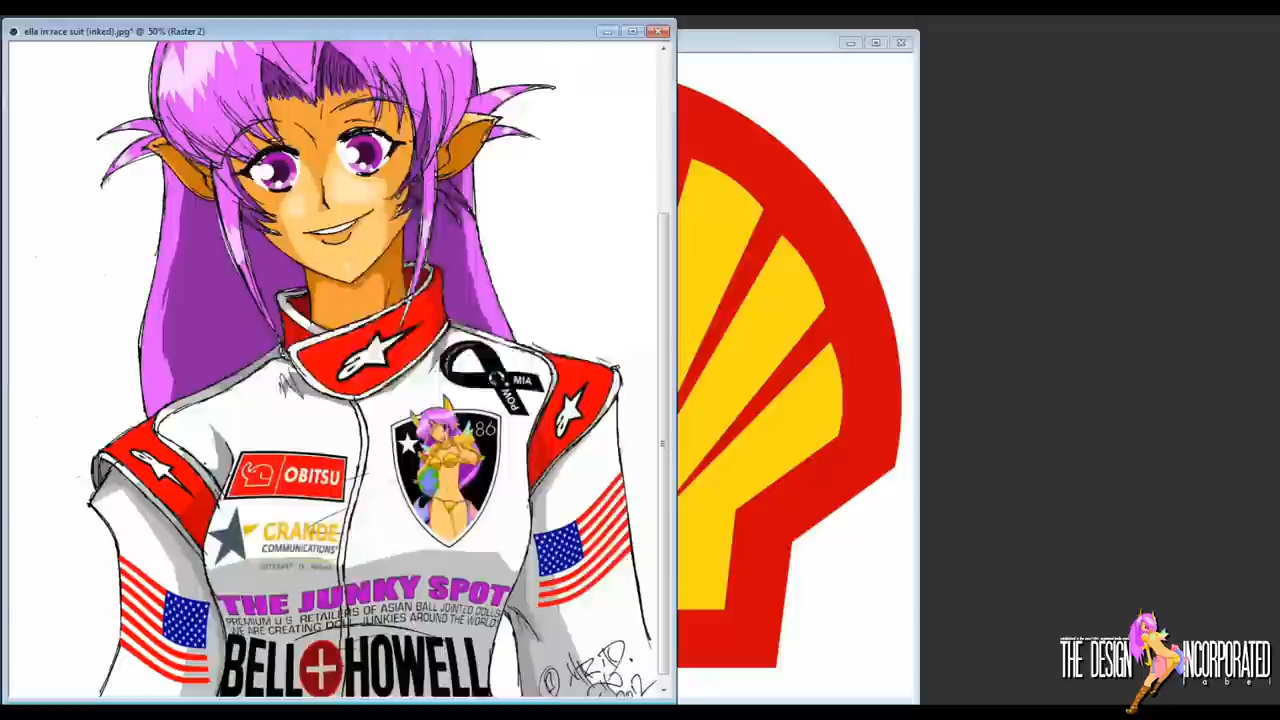 ella in race suit (inked).jpg* @ 50% (Raster 2)
MIA
POW
86
OBITSU
GRANDE
COMMUNICATIONS
THE JUNKY SPOT
PREMIUM U.S RETAILERS OF ASIAN BALL JOINTED DOLLS
WE ARE CREATING DOLL JUNKIES AROUND THE WORLD
BELL+HOWELL
THE DESIGN INCORPORATED
label